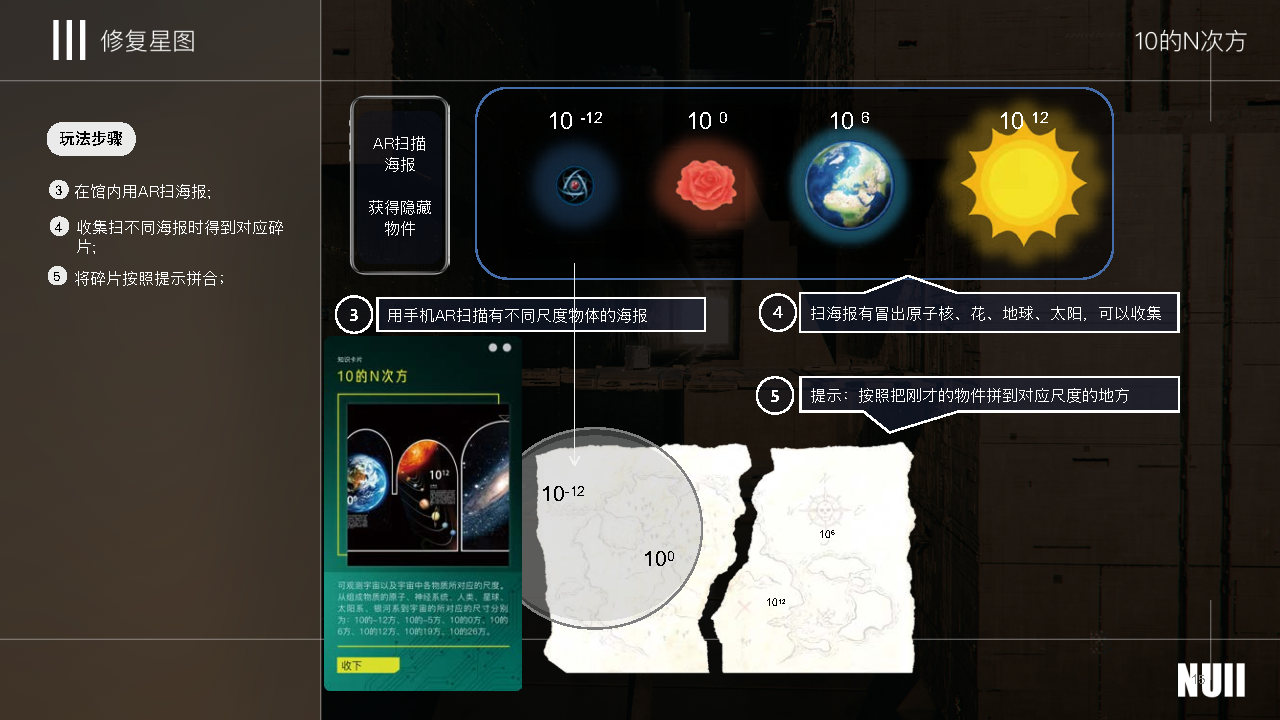 修复星图
10的N次方
玩法步骤
3 在馆内用AR扫海报;
4 收集扫不同海报时得到对应碎
片;
5 将碎片按照提示拼合;
AR扫描
海报
获得隐藏
物件
10 -12
10 0
10 6
10 12
3 用手机AR扫描有不同尺度物体的海报
4 扫海报有冒出原子核、花、地球、太阳，可以收集
5 提示：按照把刚才的物件拼到对应尺度的地方
知识卡片
10的N次方
10¹²
可观测宇宙以及宇宙中各物质所对应的尺度。
从组成物质的原子、神经系统、人类、星球、
太阳系、银河系到宇宙的所对应的尺寸分别
为：10的-12方、10的-5方、10的0方、10的
6方、10的12方、10的19方、10的26方。
收下
10⁻¹²
10⁰
10⁶
10¹²
NUII